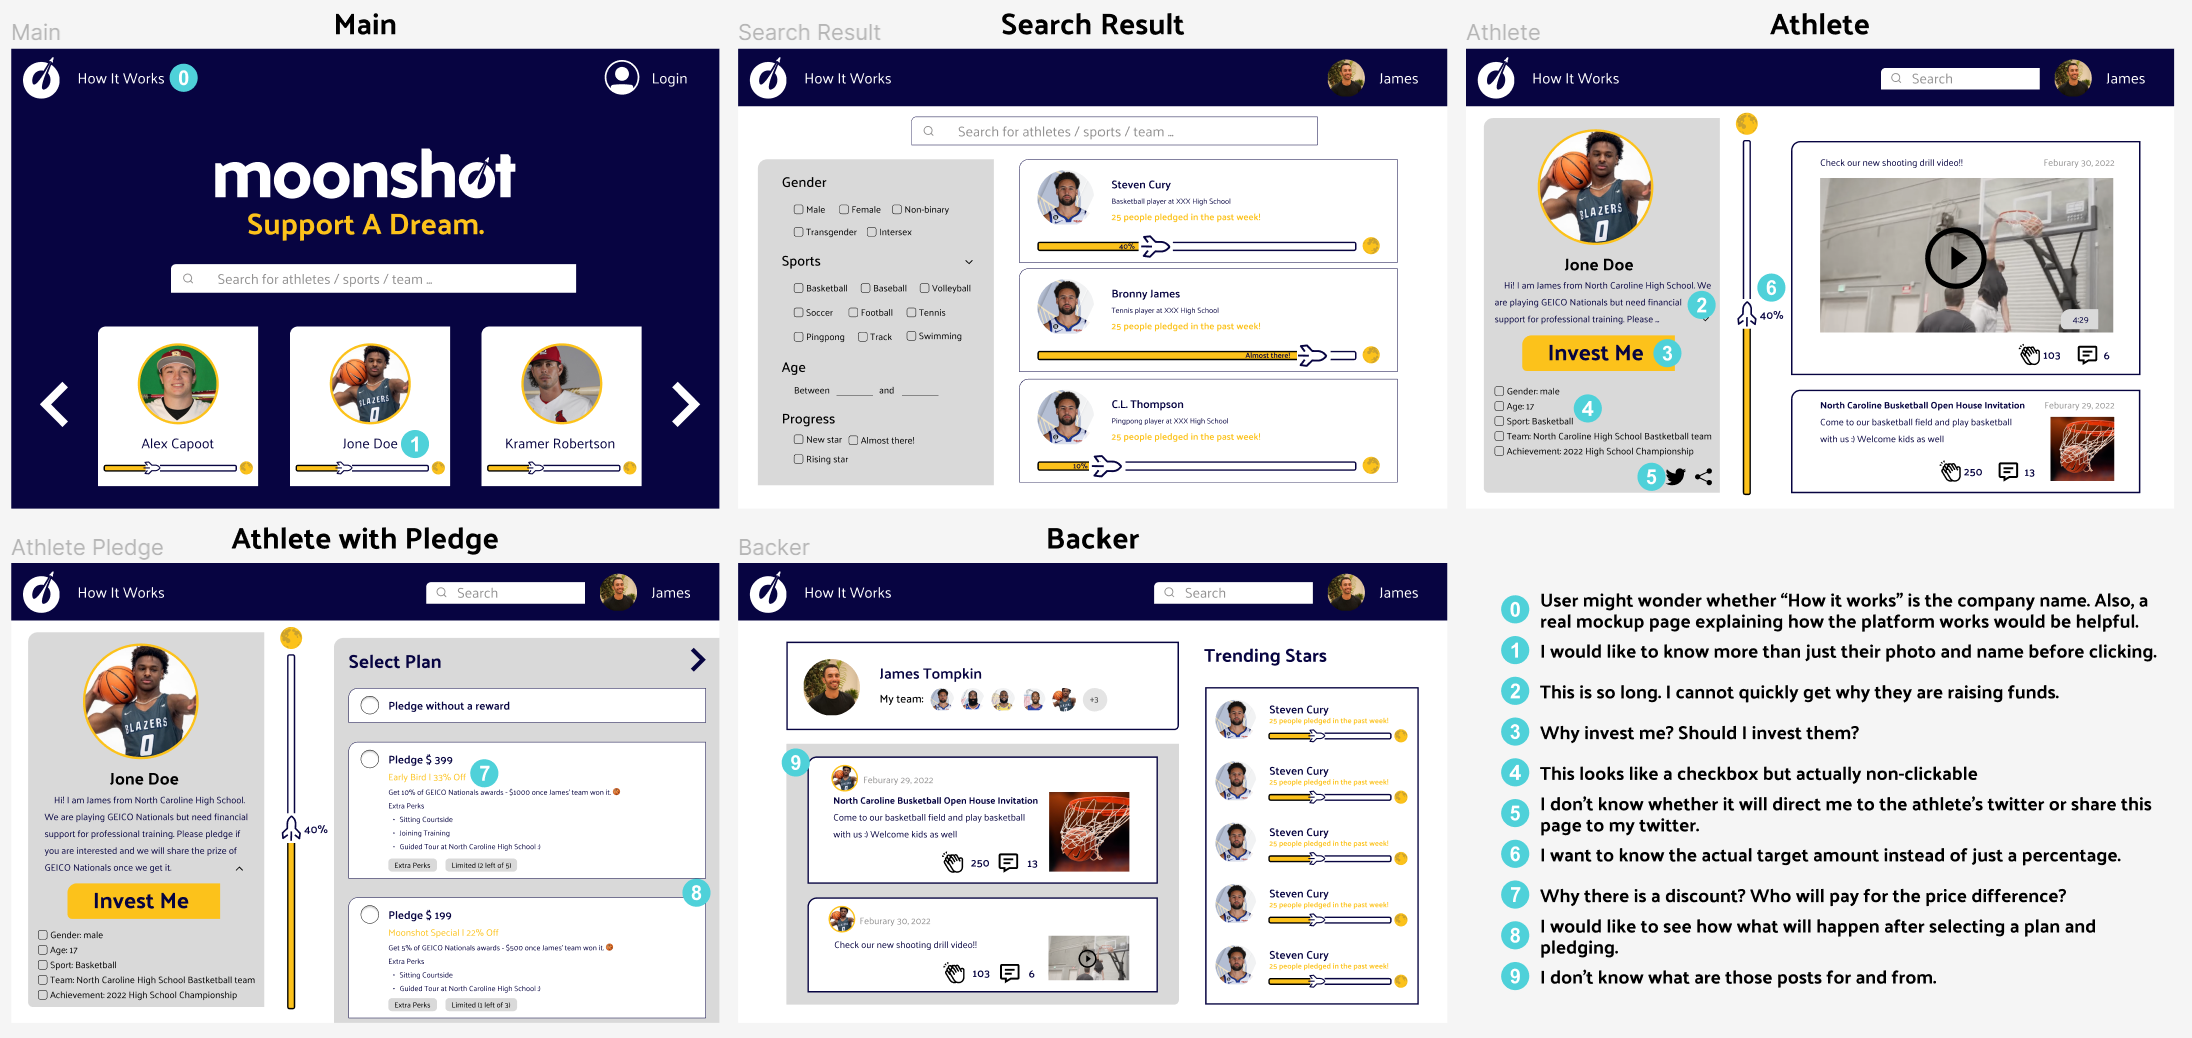 Main
Main
How It Works
0
Login
moonshot
Support A Dream.
Search for athletes / sports / team ...
Alex Capoot
Jone Doe
1
Kramer Robertson
Search Result
Search Result
How It Works
James
Search for athletes / sports / team ...
Gender
Male Female Non-binary
Transgender Intersex
Sports
Basketball Baseball Volleyball
Soccer Football Tennis
Pingpong Track Swimming
Age
Between ______ and ______
Progress
New star Almost there!
Rising star
Steven Cury
Basketball player at XXX High School
25 people pledged in the past week!
40%
Bronny James
Tennis player at XXX High School
25 people pledged in the past week!
Almost there!
C.L. Thompson
Pingpong player at XXX High School
25 people pledged in the past week!
10%
Athlete
Athlete
How It Works
Search
James
BLAZERS
0
Jone Doe
Hi! I am James from North Caroline High School. We
are playing GEICO Nationals but need financial
support for professional training. Please ...
2
Invest Me
3
Gender: male
Age: 17
4
Sport: Basketball
Team: North Caroline High School Bastketball team
Achievement: 2022 High School Championship
5
6
40%
Check our new shooting drill video!!
Feburary 30, 2022
4:29
103
6
North Caroline Busketball Open House Invitation
Feburary 29, 2022
Come to our basketball field and play basketball
with us :) Welcome kids as well
250
13
Athlete Pledge
Athlete with Pledge
How It Works
Search
James
BLAZERS
0
Jone Doe
Hi! I am James from North Caroline High School.
We are playing GEICO Nationals but need financial
support for professional training. Please pledge if
you are interested and we will share the prize of
GEICO Nationals once we get it.
Invest Me
Gender: male
Age: 17
Sport: Basketball
Team: North Caroline High School Bastketball team
Achievement: 2022 High School Championship
40%
Select Plan
Pledge without a reward
Pledge $ 399
Early Bird | 33% Off
7
Get 10% of GEICO Nationals awards - $1000 once James' team won it.
Extra Perks
• Sitting Courtside
• Joining Training
• Guided Tour at North Caroline High School :)
Extra Perks
Limited (2 left of 5)
8
Pledge $ 199
Moonshot Special | 22% Off
Get 5% of GEICO Nationals awards - $500 once James' team won it.
Extra Perks
• Sitting Courtside
• Guided Tour at North Caroline High School :)
Extra Perks
Limited (1 left of 3)
Backer
Backer
How It Works
Search
James
James Tompkin
My team:
+3
9
Feburary 29, 2022
North Caroline Busketball Open House Invitation
Come to our basketball field and play basketball
with us :) Welcome kids as well
250
13
Feburary 30, 2022
Check our new shooting drill video!!
103
6
Trending Stars
Steven Cury
25 people pledged in the past week!
Steven Cury
25 people pledged in the past week!
Steven Cury
25 people pledged in the past week!
Steven Cury
25 people pledged in the past week!
Steven Cury
25 people pledged in the past week!
0 User might wonder whether “How it works” is the company name. Also, a
real mockup page explaining how the platform works would be helpful.
1 I would like to know more than just their photo and name before clicking.
2 This is so long. I cannot quickly get why they are raising funds.
3 Why invest me? Should I invest them?
4 This looks like a checkbox but actually non-clickable
5 I don’t know whether it will direct me to the athlete’s twitter or share this
page to my twitter.
6 I want to know the actual target amount instead of just a percentage.
7 Why there is a discount? Who will pay for the price difference?
8 I would like to see how what will happen after selecting a plan and
pledging.
9 I don’t know what are those posts for and from.